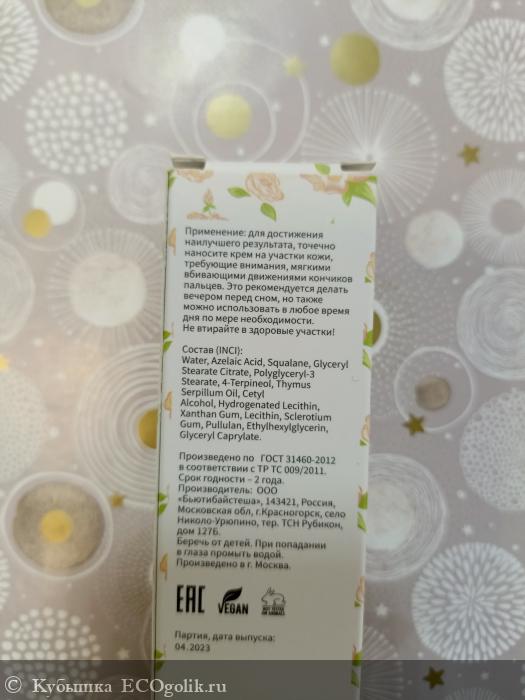 Применение: для достижения
наилучшего результата, точечно
наносите крем на участки кожи,
требующие внимания, мягкими
вбивающими движениями кончиков
пальцев. Это рекомендуется делать
вечером перед сном, но также
можно использовать в любое время
дня по мере необходимости.
Не втирайте в здоровые участки!
Состав (INCI):
Water, Azelaic Acid, Squalane, Glyceryl
Stearate Citrate, Polyglyceryl-3
Stearate, 4-Terpineol, Thymus
Serpillum Oil, Cetyl
Alcohol, Hydrogenated Lecithin,
Xanthan Gum, Lecithin, Sclerotium
Gum, Pullulan, Ethylhexylglycerin,
Glyceryl Caprylate.
Произведено по ГОСТ 31460-2012
в соответствии с ТР ТС 009/2011.
Срок годности – 2 года.
Производитель: ООО
«Бьютибайстеша», 143421, Россия,
Московская обл, г.Красногорск, село
Николо-Урюпино, тер. ТСН Рубикон,
дом 127Б.
Беречь от детей. При попадании
в глаза промыть водой.
Произведено в г. Москва.
EAC VEGAN NOT TESTED ON ANIMALS
Партия, дата выпуска:
04.2023
© Кубышка ECOgolik.ru